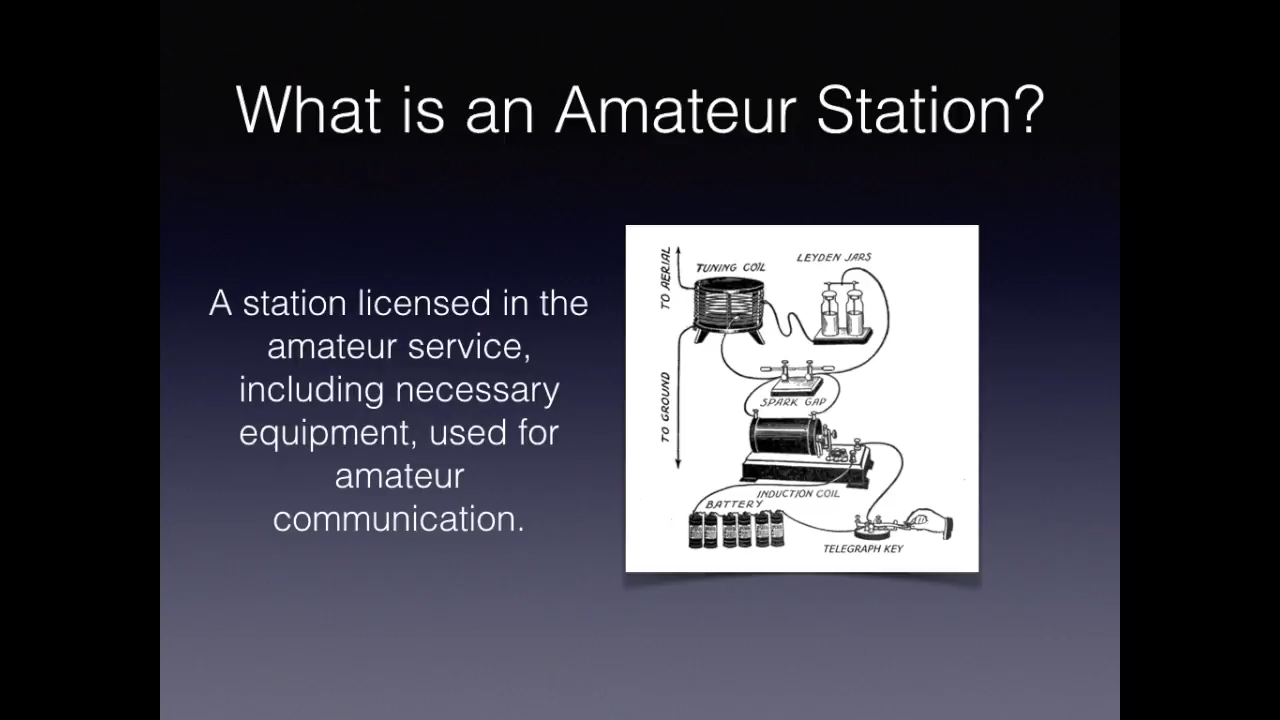 What is an Amateur Station?
A station licensed in the
amateur service,
including necessary
equipment, used for
amateur
communication.
TO AERIAL
TUNING COIL
LEYDEN JARS
TO GROUND
SPARK GAP
INDUCTION COIL
BATTERY
TELEGRAPH KEY